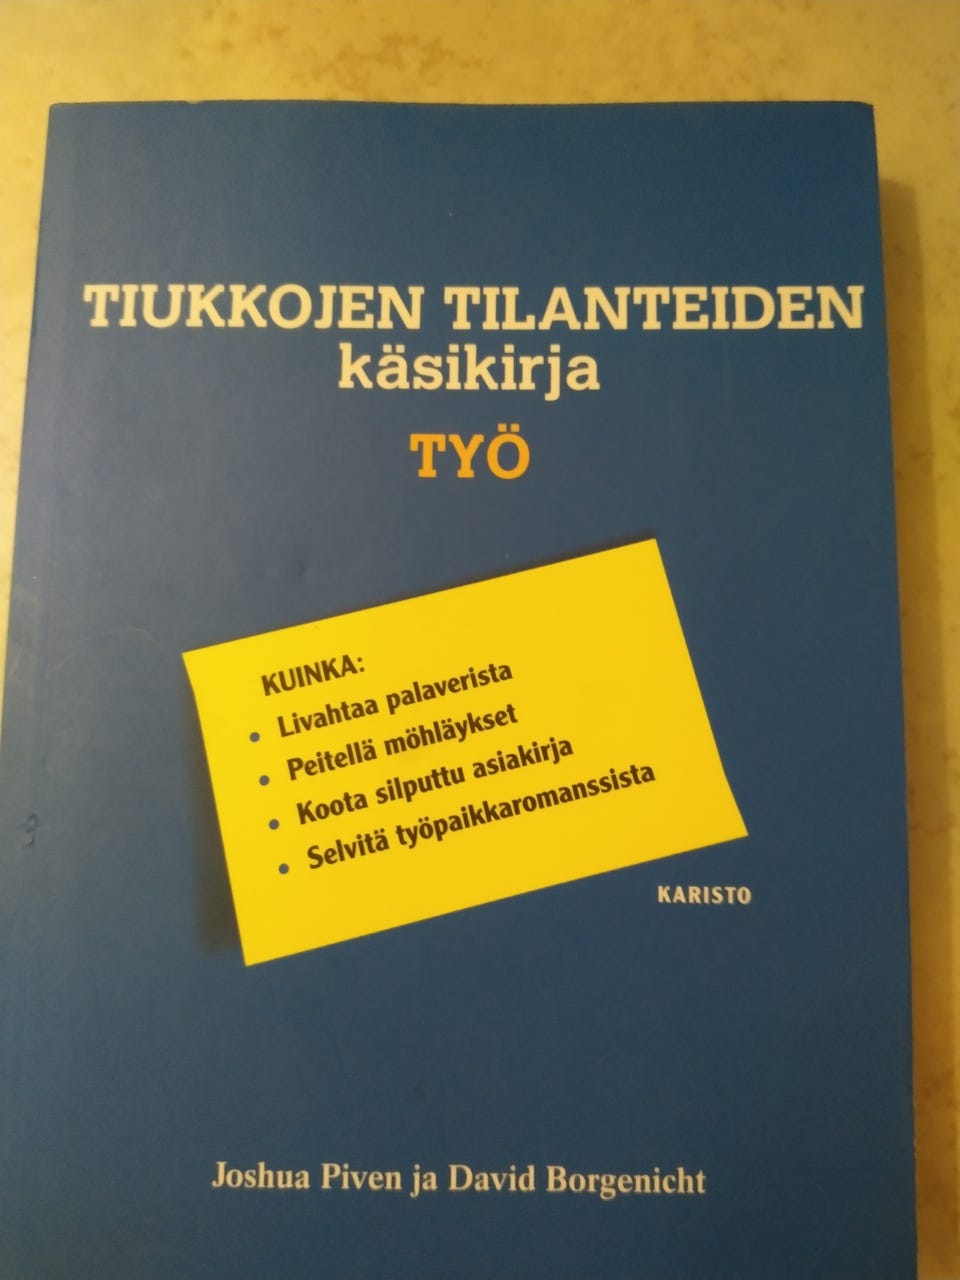 TIUKKOJEN TILANTEIDEN
käsikirja
TYÖ
KUINKA:
• Livahtaa palaverista
• Peitellä möhläykset
• Koota silputtu asiakirja
• Selvitä työpaikkaromanssista
KARISTO
Joshua Piven ja David Borgenicht